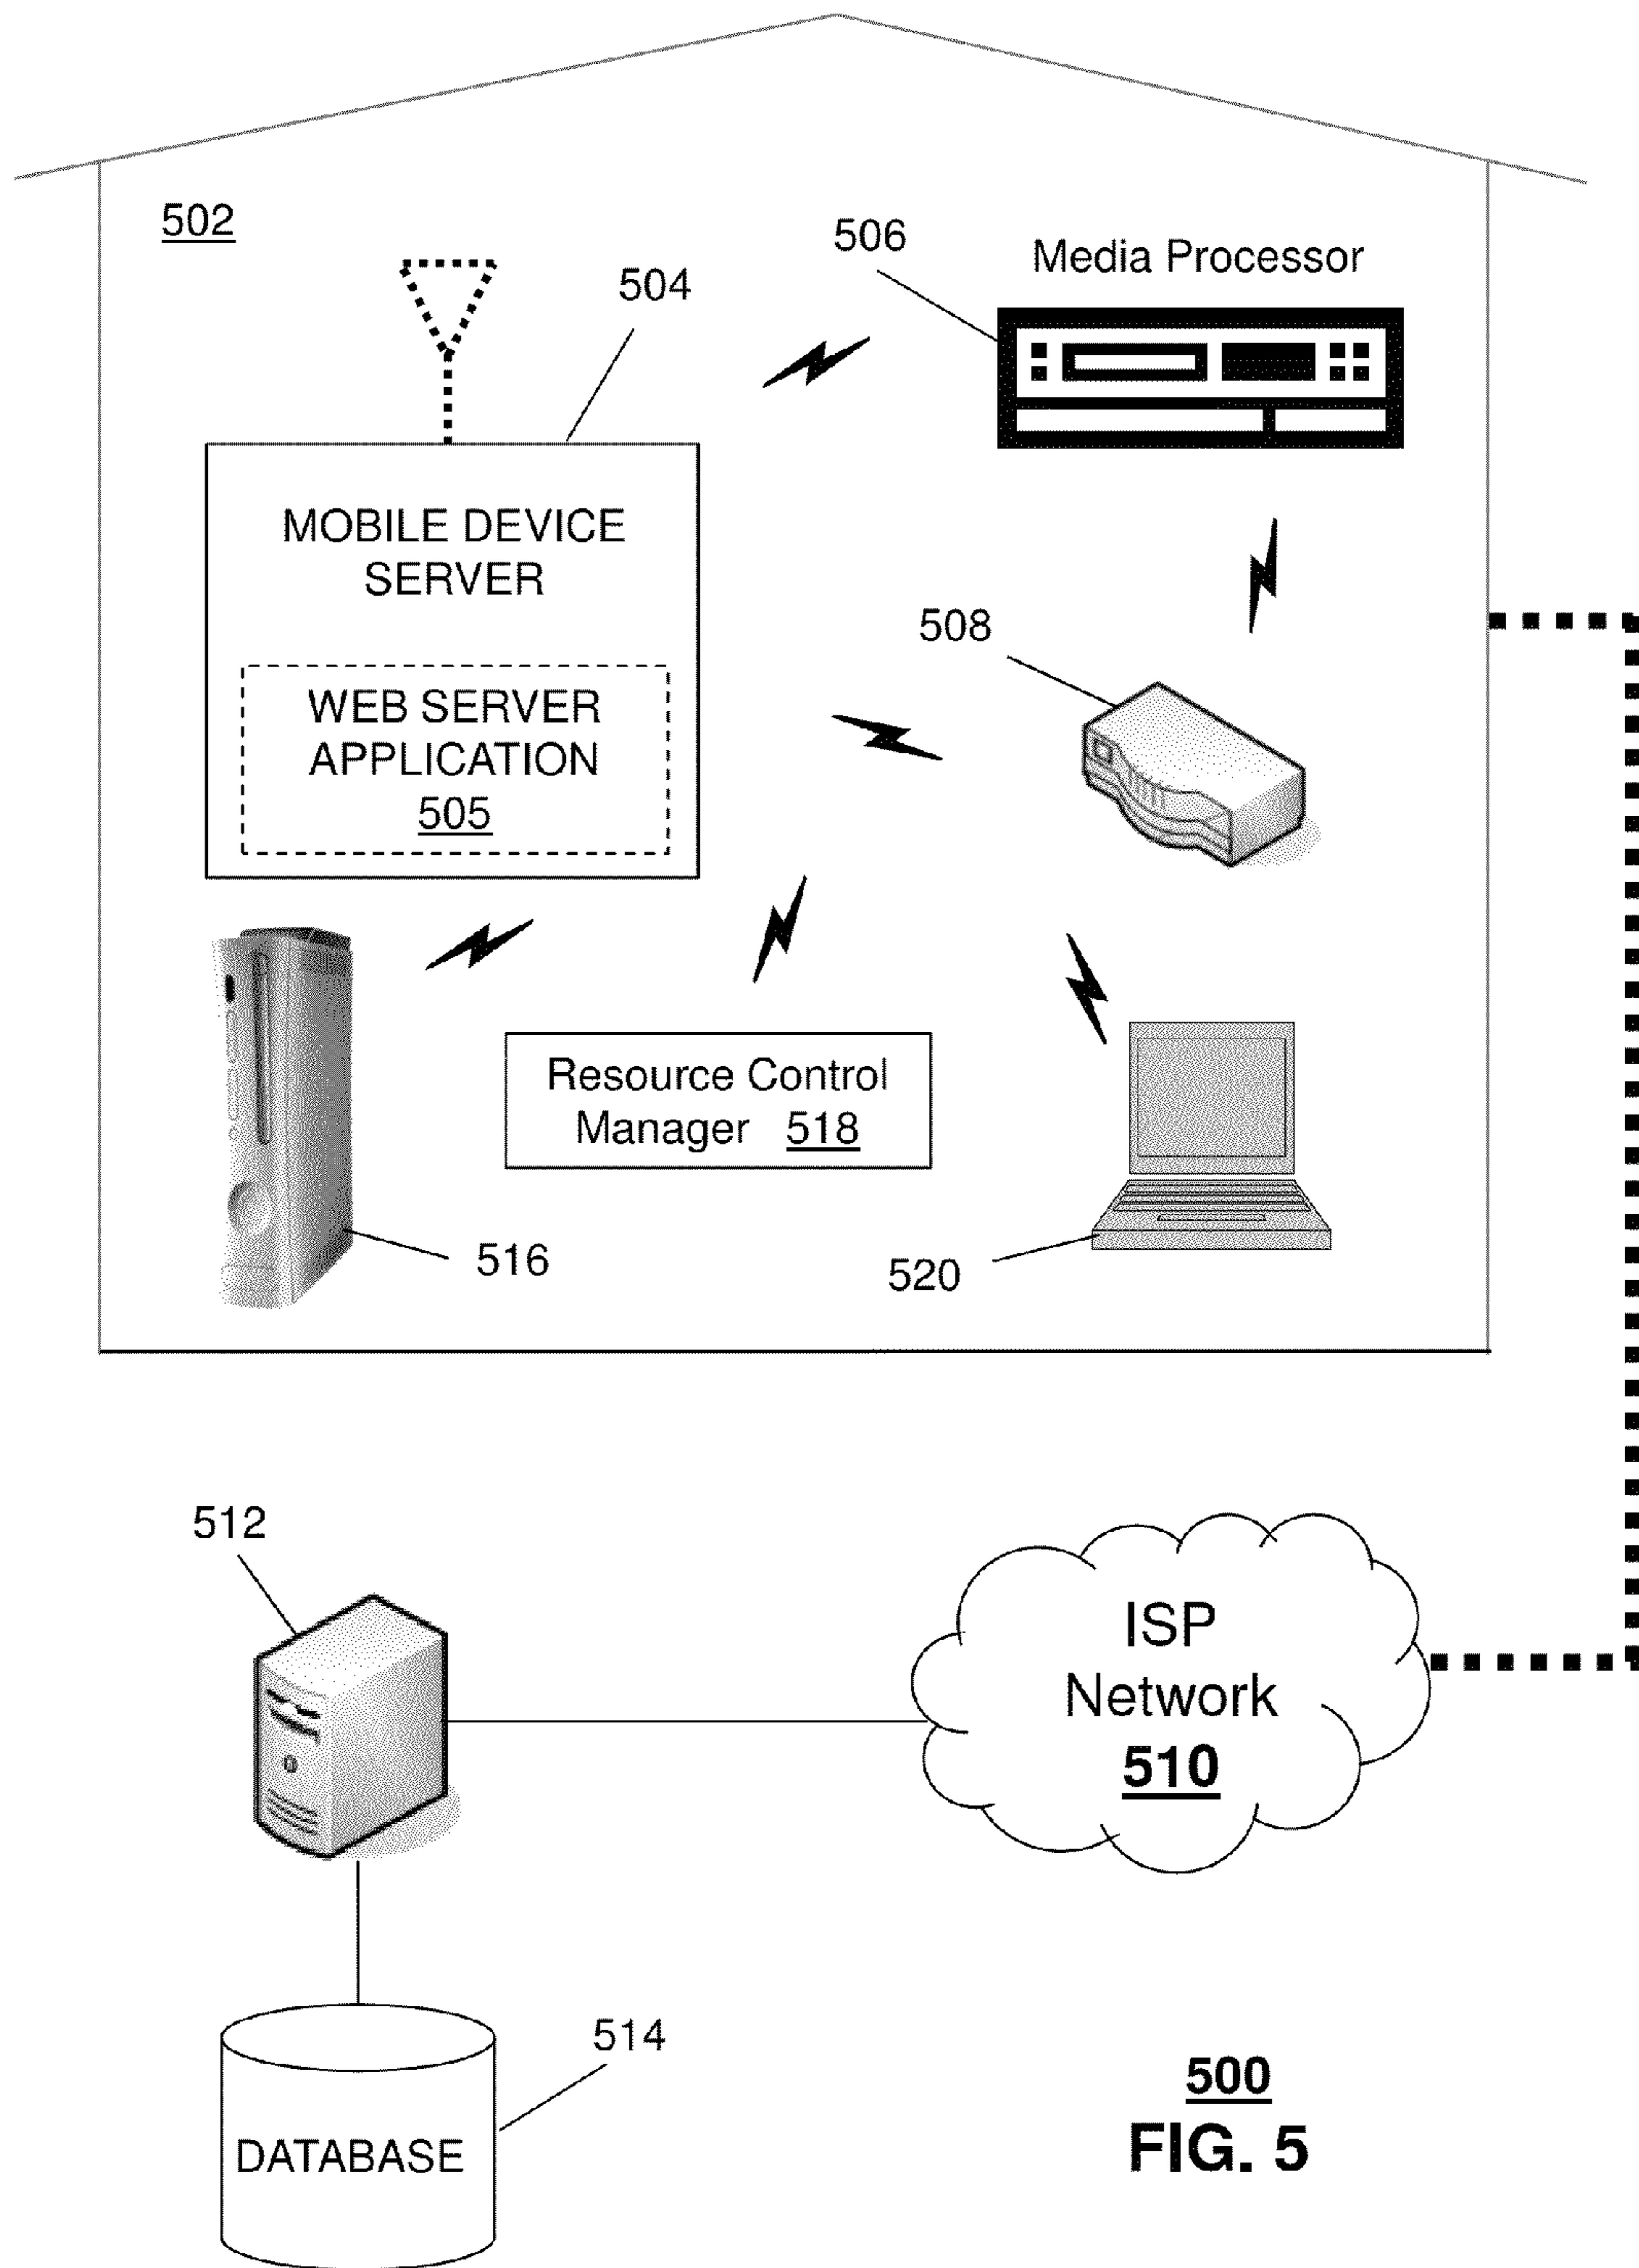 502
506
Media Processor
504
MOBILE DEVICE
SERVER
508
WEB SERVER
APPLICATION
505
Resource Control
Manager 518
516
520
512
ISP
Network
510
514
DATABASE
500
FIG. 5